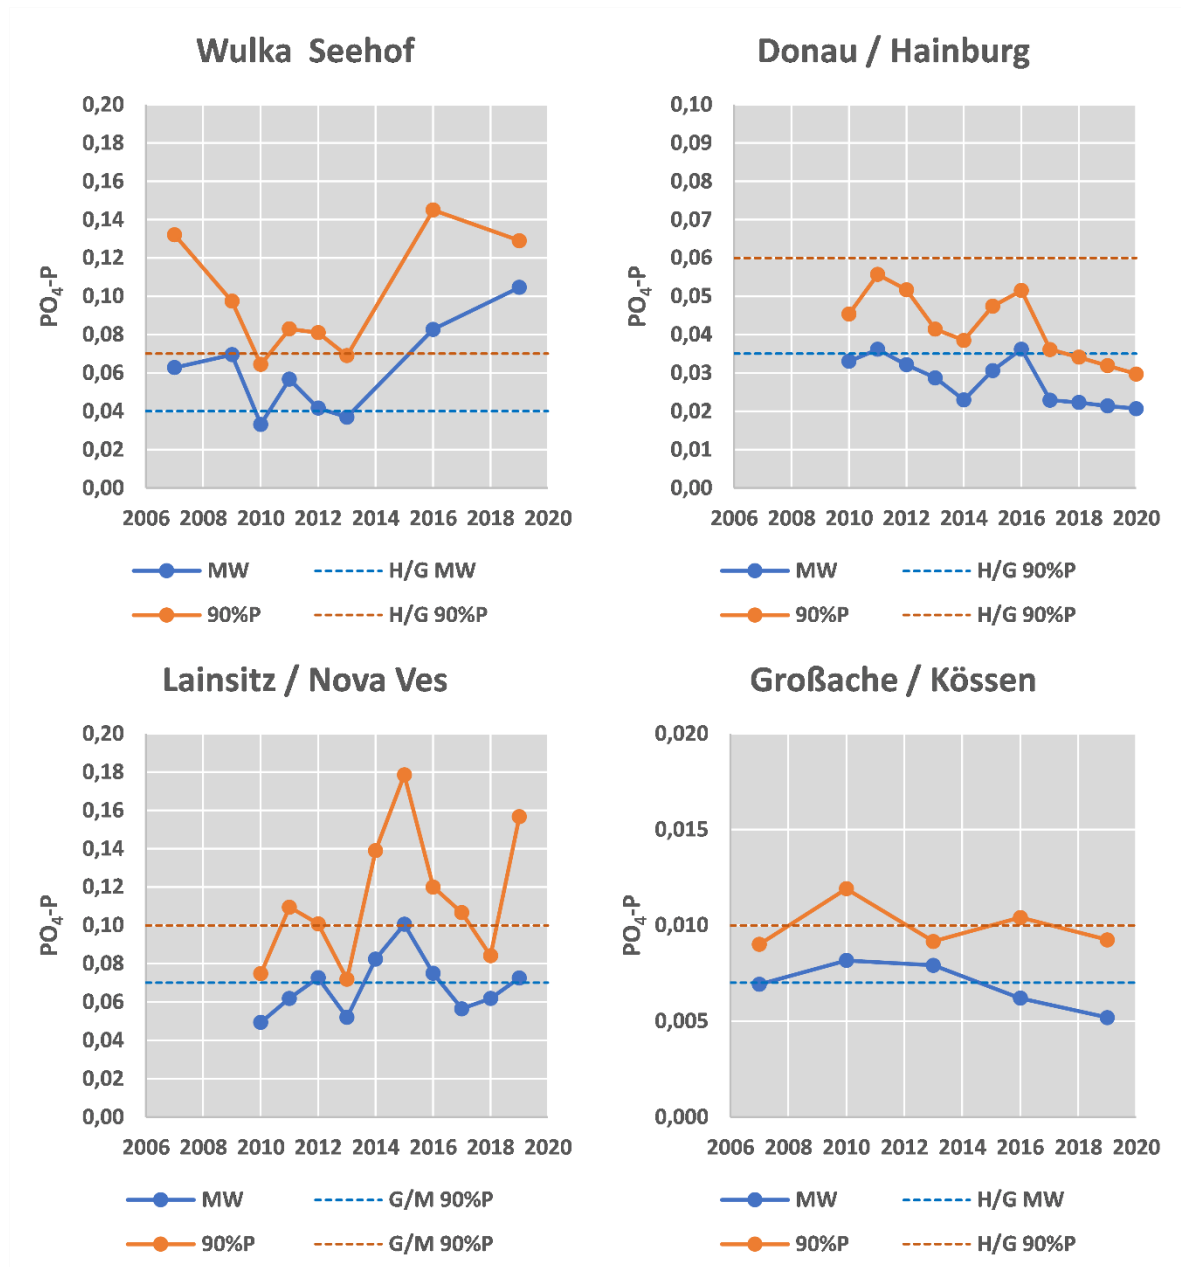 Wulka  Seehof
0,20
0,18
0,16
0,14
0,12
0,10
0,08
0,06
0,04
0,02
0,00
PO4-P
2006 2008 2010 2012 2014 2016 2018 2020
MW H/G MW
90%P H/G 90%P
Donau / Hainburg
0,10
0,09
0,08
0,07
0,06
0,05
0,04
0,03
0,02
0,01
0,00
PO4-P
2006 2008 2010 2012 2014 2016 2018 2020
MW H/G 90%P
90%P H/G 90%P
Lainsitz / Nova Ves
0,20
0,18
0,16
0,14
0,12
0,10
0,08
0,06
0,04
0,02
0,00
PO4-P
2006 2008 2010 2012 2014 2016 2018 2020
MW G/M 90%P
90%P G/M 90%P
Großache / Kössen
0,020
0,015
0,010
0,005
0,000
PO4-P
2006 2008 2010 2012 2014 2016 2018 2020
MW H/G MW
90%P H/G 90%P